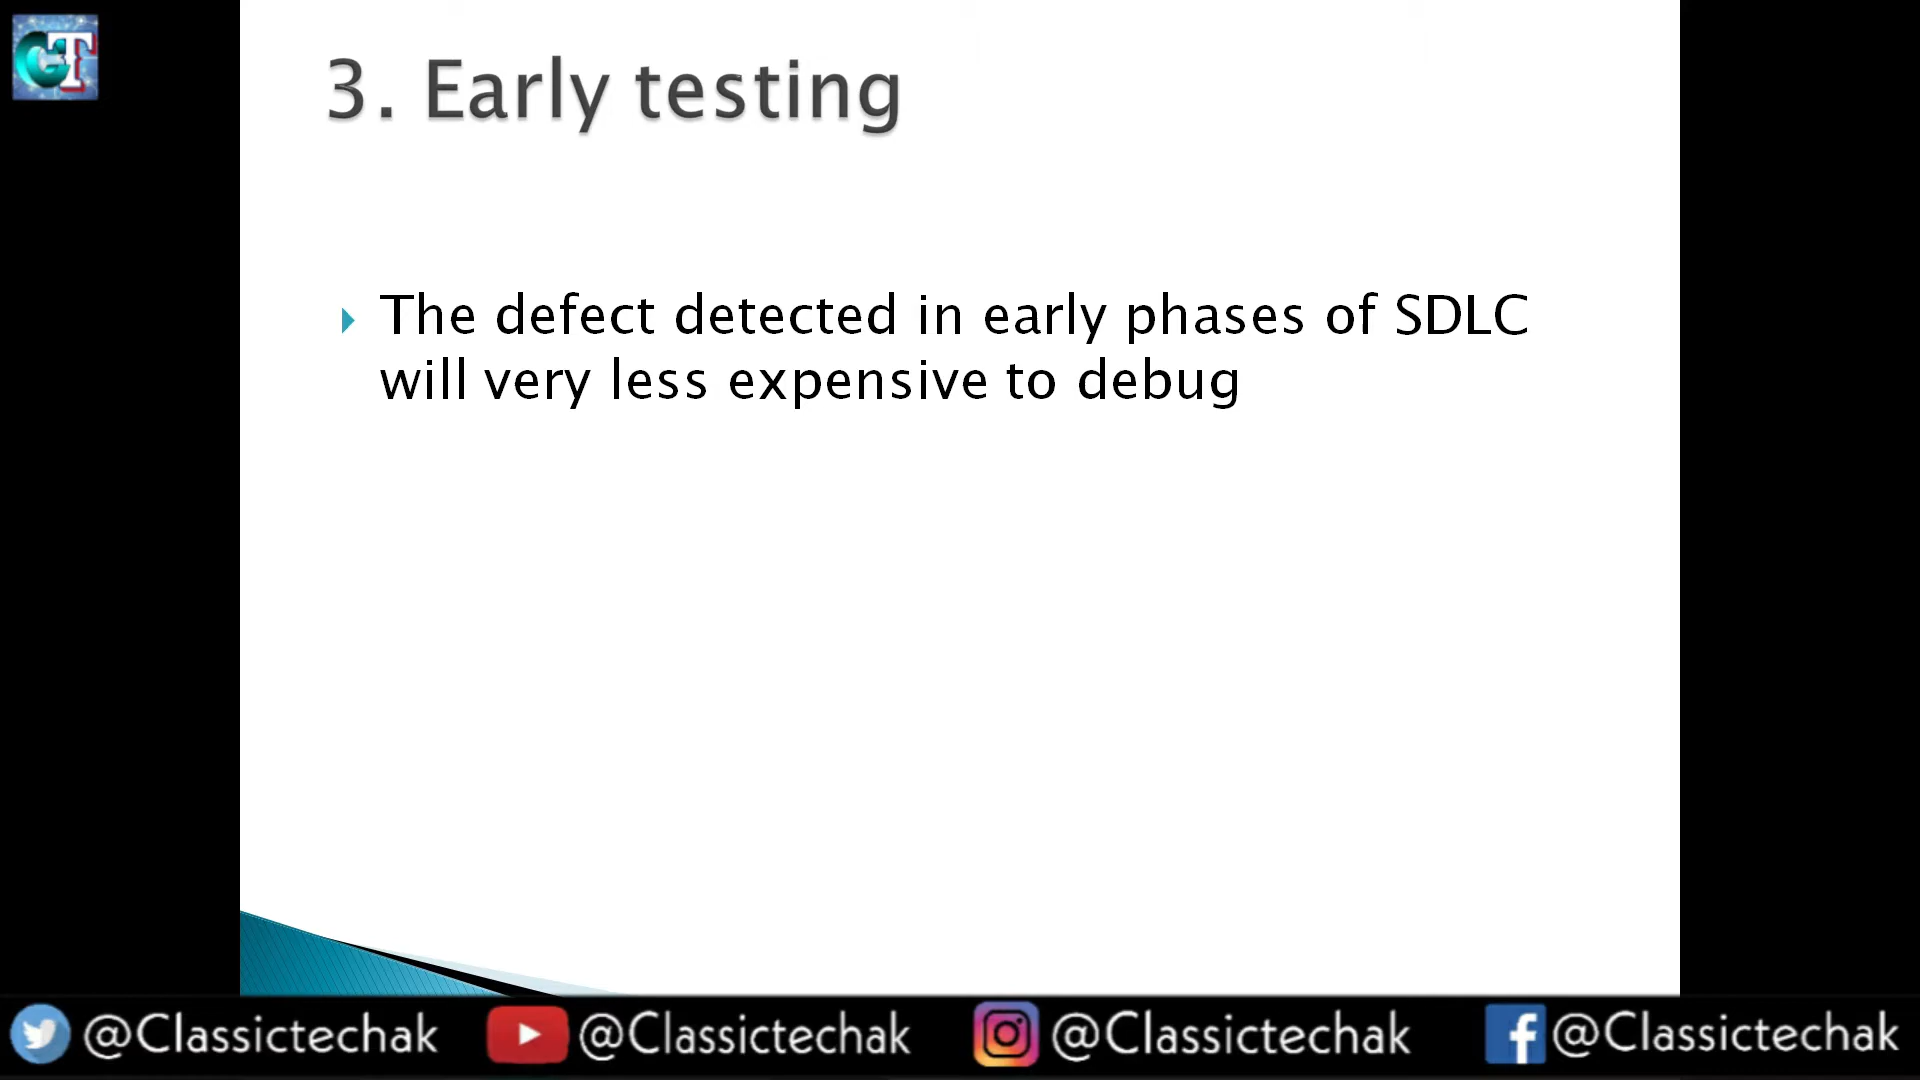 3. Early testing
The defect detected in early phases of SDLC
will very less expensive to debug
@Classictechak
@Classictechak
@Classictechak
@Classictechak